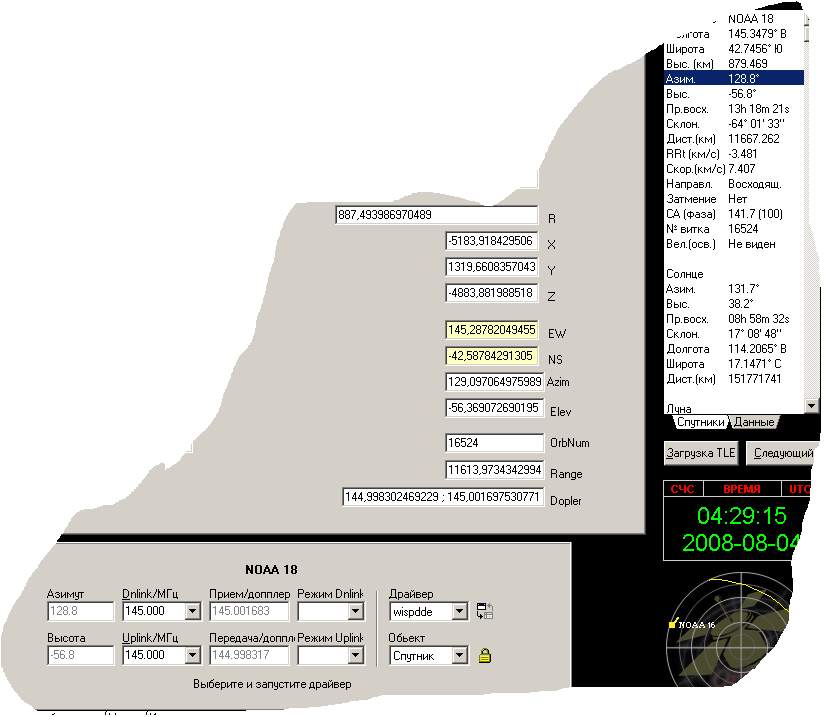 NOAA 18
Долгота 145.3479° В
Широта 42.7456° Ю
Выс. (км) 879.469
Азим. 128.8°
Выс. -56.8°
Пр.восх. 13h 18m 21s
Склон. -64° 01' 33''
Дист.(км) 11667.262
RRt (км/с) -3.481
Скор.(км/с) 7.407
Направл. Восходящ.
Затмение Нет
СА (фаза) 141.7 (100)
№ витка 16524
Вел.(осв.) Не виден
Солнце
Азим. 131.7°
Выс. 38.2°
Пр.восх. 08h 58m 32s
Склон. 17° 08' 48''
Долгота 114.2065° В
Широта 17.1471° С
Дист.(км) 151771741
Луна
Спутники Данные
Загрузка TLE Следующий
СЧС ВРЕМЯ UTC
04:29:15
2008-08-04
NOAA 16
887,493986970489 R
-5183,918429506 X
1319,6608357043 Y
-4883,881988518 Z
145,28782049455 EW
-42,58784291305 NS
129,097064975989 Azim
-56,369072690195 Elev
16524 OrbNum
11613,9734342994 Range
144,998302469229 ; 145,001697530771 Dopler
NOAA 18
Азимут Dnlink/МГц Прием/допплер Режим Dnlink Драйвер
128.8 145.000 145.001683 wispdde
Высота Uplink/МГц Передача/доппл Режим Uplink Обьект
-56.8 145.000 144.998317 Спутник
Выберите и запустите драйвер